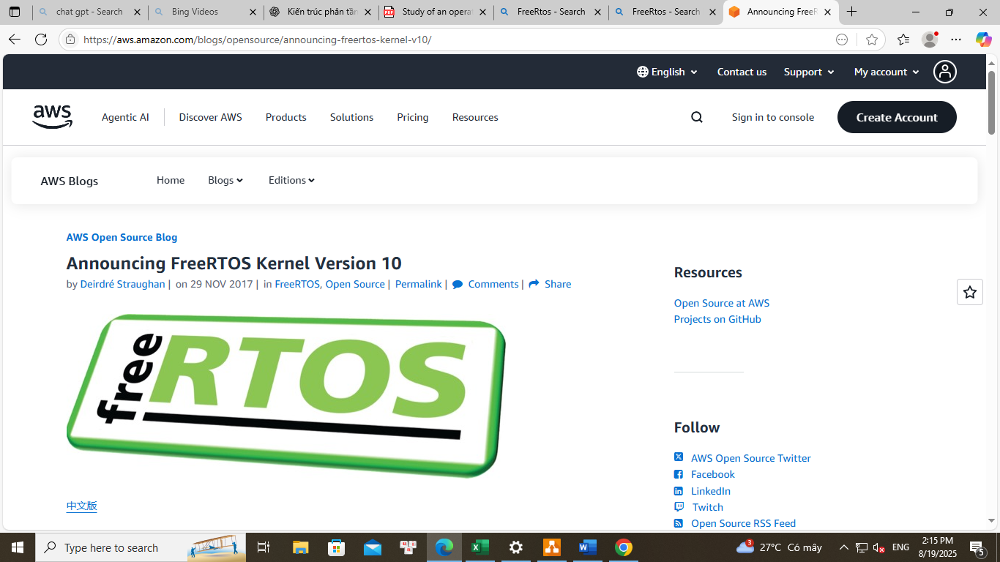 chat gpt - Search
Bing Videos
Kiến trúc phân tần
Study of an opera
FreeRtos - Search
FreeRtos - Search
Announcing FreeR
https://aws.amazon.com/blogs/opensource/announcing-freertos-kernel-v10/
English
Contact us
Support
My account
aws
Agentic AI
Discover AWS
Products
Solutions
Pricing
Resources
Sign in to console
Create Account
AWS Blogs
Home
Blogs
Editions
AWS Open Source Blog
Announcing FreeRTOS Kernel Version 10
by Deirdré Straughan | on 29 NOV 2017 | in FreeRTOS, Open Source | Permalink | Comments | Share
free RTOS
中文版
Resources
Open Source at AWS
Projects on GitHub
Follow
AWS Open Source Twitter
Facebook
LinkedIn
Twitch
Open Source RSS Feed
Type here to search
3
27°C Có mây
ENG
2:15 PM
8/19/2025
5